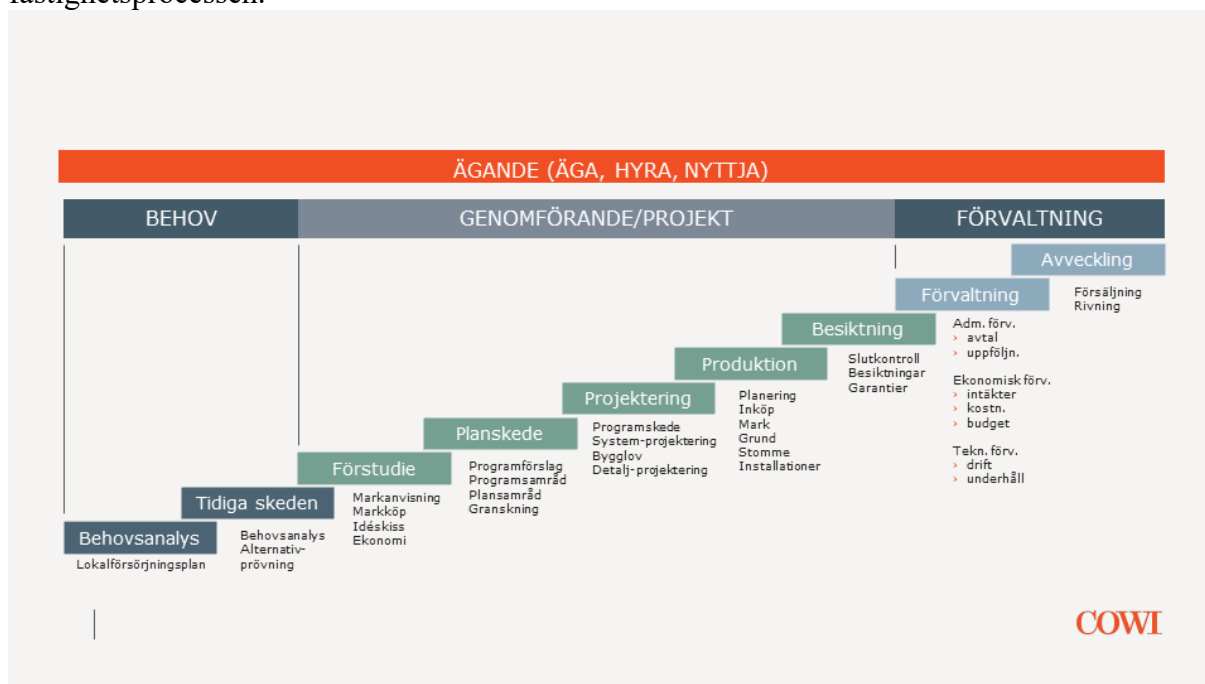 fastighetsprocessen.
ÄGANDE (ÄGA, HYRA, NYTTJA)
BEHOV
GENOMFÖRANDE/PROJEKT
FÖRVALTNING
Avveckling
Försäljning
Rivning
Förvaltning
Adm. förv.
› avtal
› uppföljn.
Ekonomisk förv.
› intäkter
› kostn.
› budget
Tekn. förv.
› drift
› underhåll
Besiktning
Slutkontroll
Besiktningar
Garantier
Produktion
Planering
Inköp
Mark
Grund
Stomme
Installationer
Projektering
Programskede
System-projektering
Bygglov
Detalj-projektering
Planskede
Programförslag
Programsamråd
Plansamråd
Granskning
Förstudie
Markanvisning
Markköp
Idéskiss
Ekonomi
Tidiga skeden
Behovsanalys
Alternativ-
prövning
Behovsanalys
Lokalförsörjningsplan
COWI